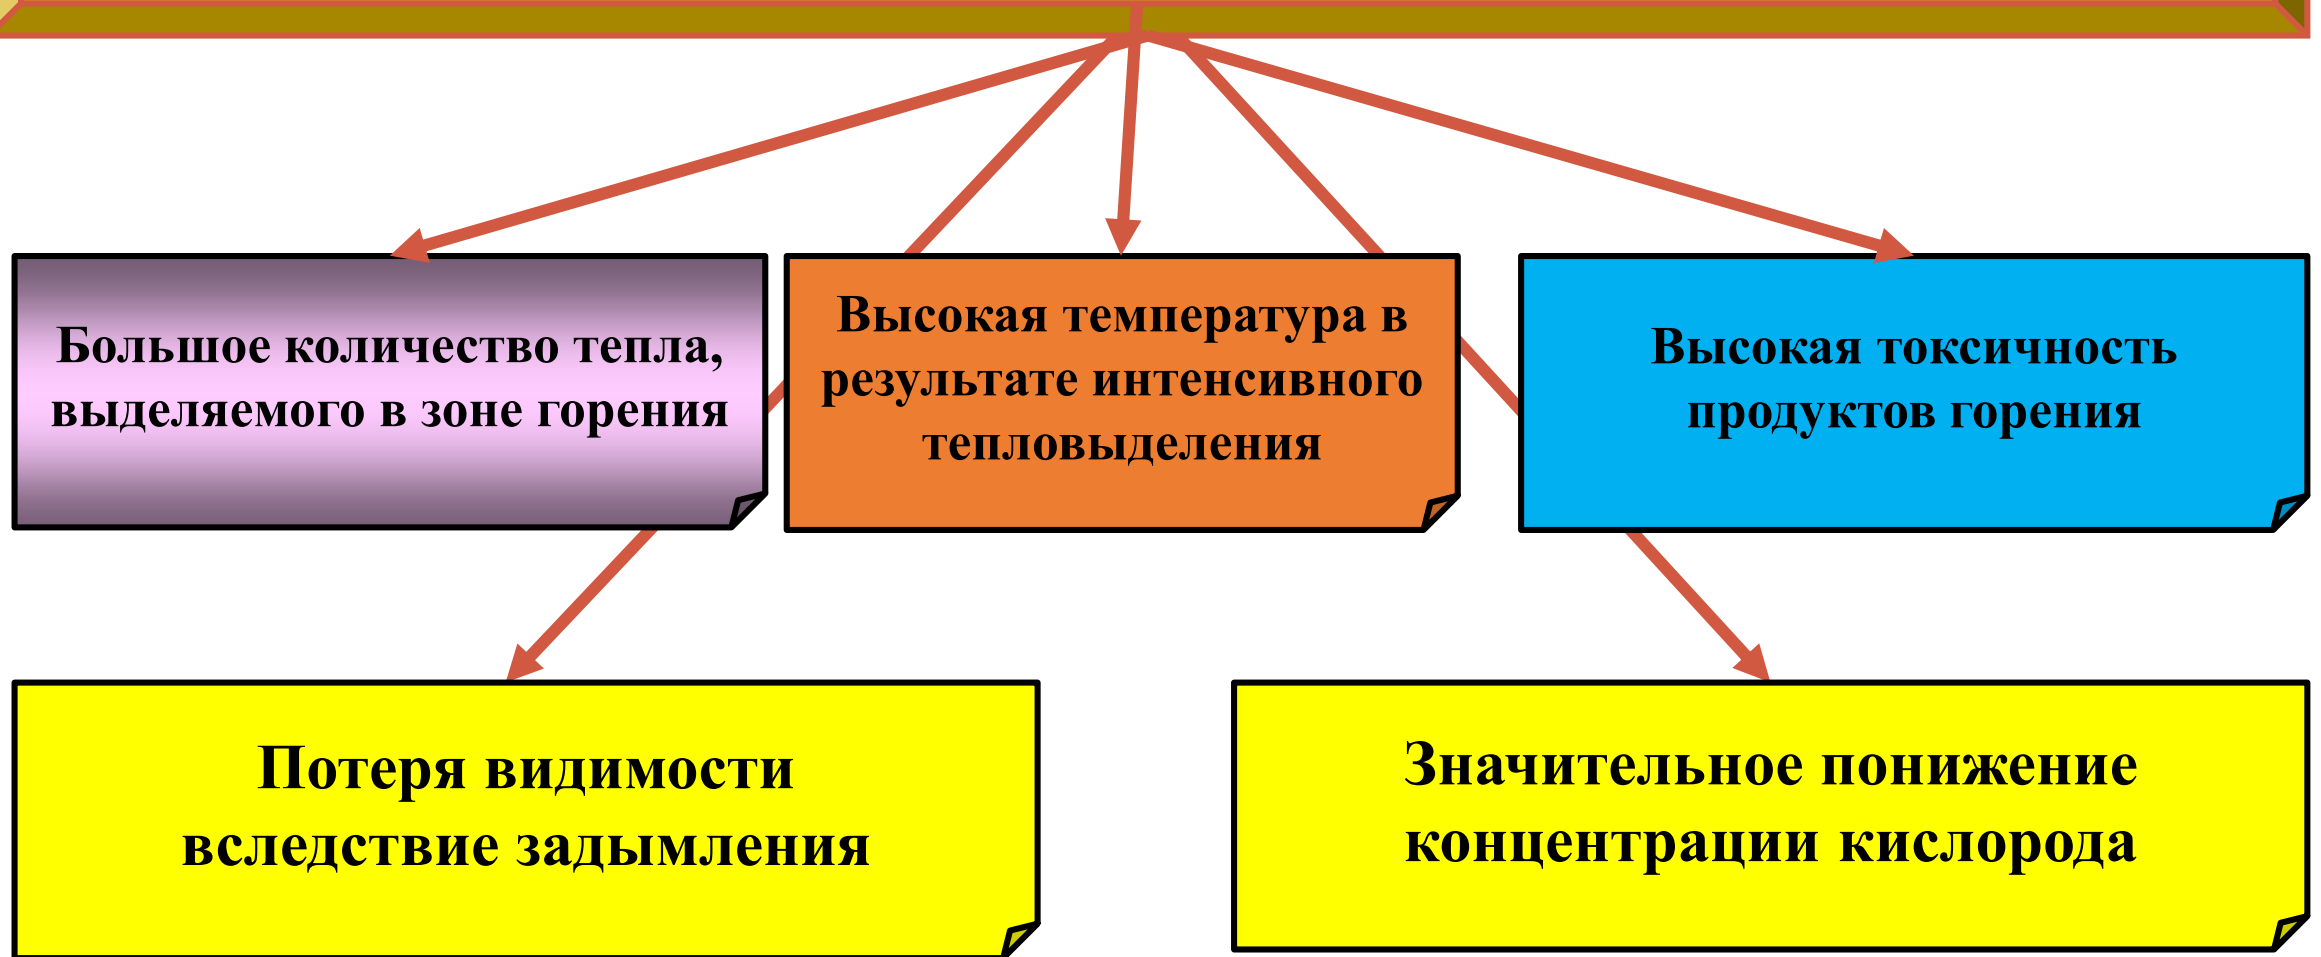 Большое количество тепла,
выделяемого в зоне горения
Высокая температура в
результате интенсивного
тепловыделения
Высокая токсичность
продуктов горения
Потеря видимости
вследствие задымления
Значительное понижение
концентрации кислорода